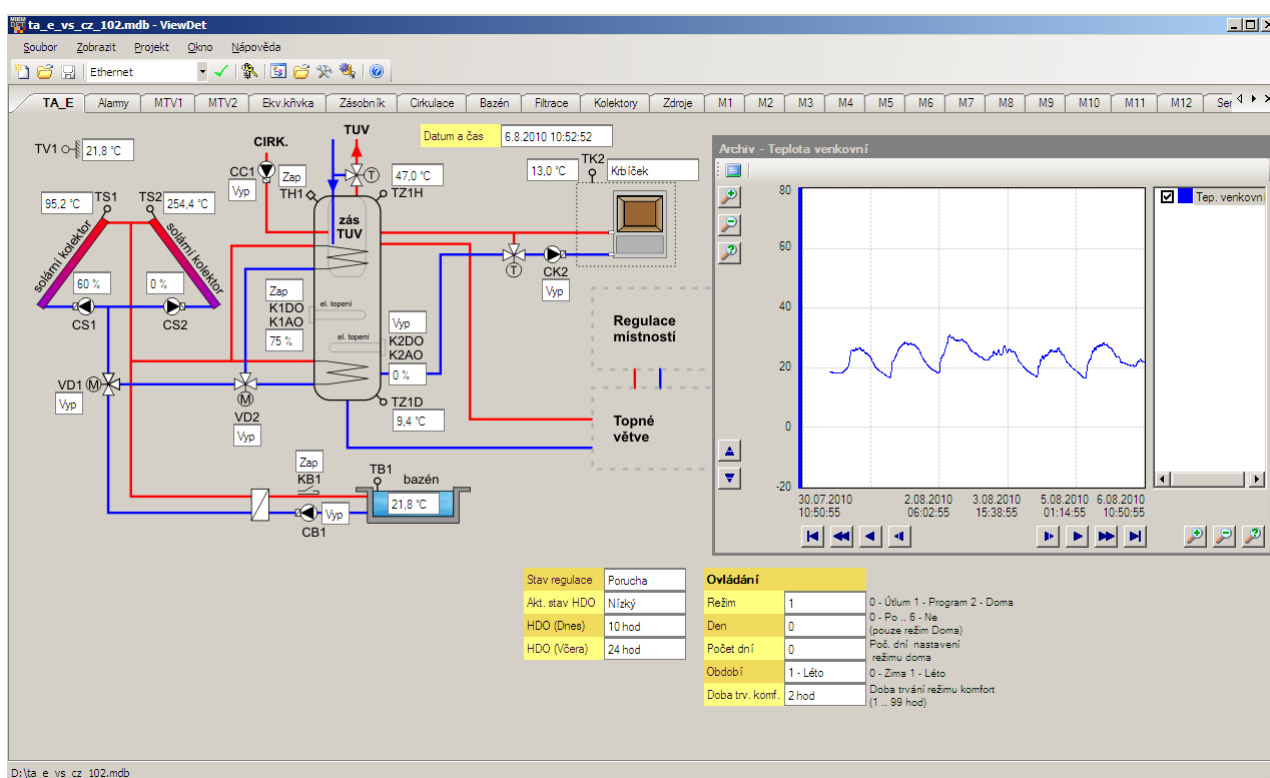 ta_e_vs_cz_102.mdb - ViewDet
Soubor Zobrazit Projekt Okno Nápověda
Ethernet
TA_E Alarmy MTV1 MTV2 Ekv.křivka Zásobník Cirkulace Bazén Filtrace Kolektory Zdroje M1 M2 M3 M4 M5 M6 M7 M8 M9 M10 M11 M12 Ser
TV1 21,8 °C
CIRK.
TUV
Datum a čas 6.8.2010 10:52:52
CC1 Zap
Vyp
TH1
47,0 °C
TZ1H
13,0 °C
TK2
Krbíček
95,2 °C
TS1
TS2
254,4 °C
solární kolektor
solární kolektor
zás
TUV
60 %
0 %
CS1
CS2
CK2
Vyp
Zap
K1DO
K1AO
75 %
el. topení
el. topení
Vyp
K2DO
K2AO
0 %
Regulace
místností
VD1
Vyp
VD2
Vyp
TZ1D
9,4 °C
Topné
větve
Zap
KB1
TB1
bazén
21,8 °C
Vyp
CB1
Archiv - Teplota venkovní
Tep. venkovní
80
60
40
20
0
-20
30.07.2010 2.08.2010 3.08.2010 5.08.2010 6.08.2010
10:50:55 06:02:55 15:38:55 01:14:55 10:50:55
Stav regulace Porucha
Akt. stav HDO Nízký
HDO (Dnes) 10 hod
HDO (Včera) 24 hod
Ovládání
Režim 1 0 - Útlum 1 - Program 2 - Doma
Den 0 0 - Po .. 6 - Ne
(pouze režim Doma)
Počet dní 0 Poč. dní nastavení
režimu doma
Období 1 - Léto 0 - Zima 1 - Léto
Doba trv. komf. 2 hod Doba trvání režimu komfort
(1 .. 99 hod)
D:\ta_e_vs_cz_102.mdb